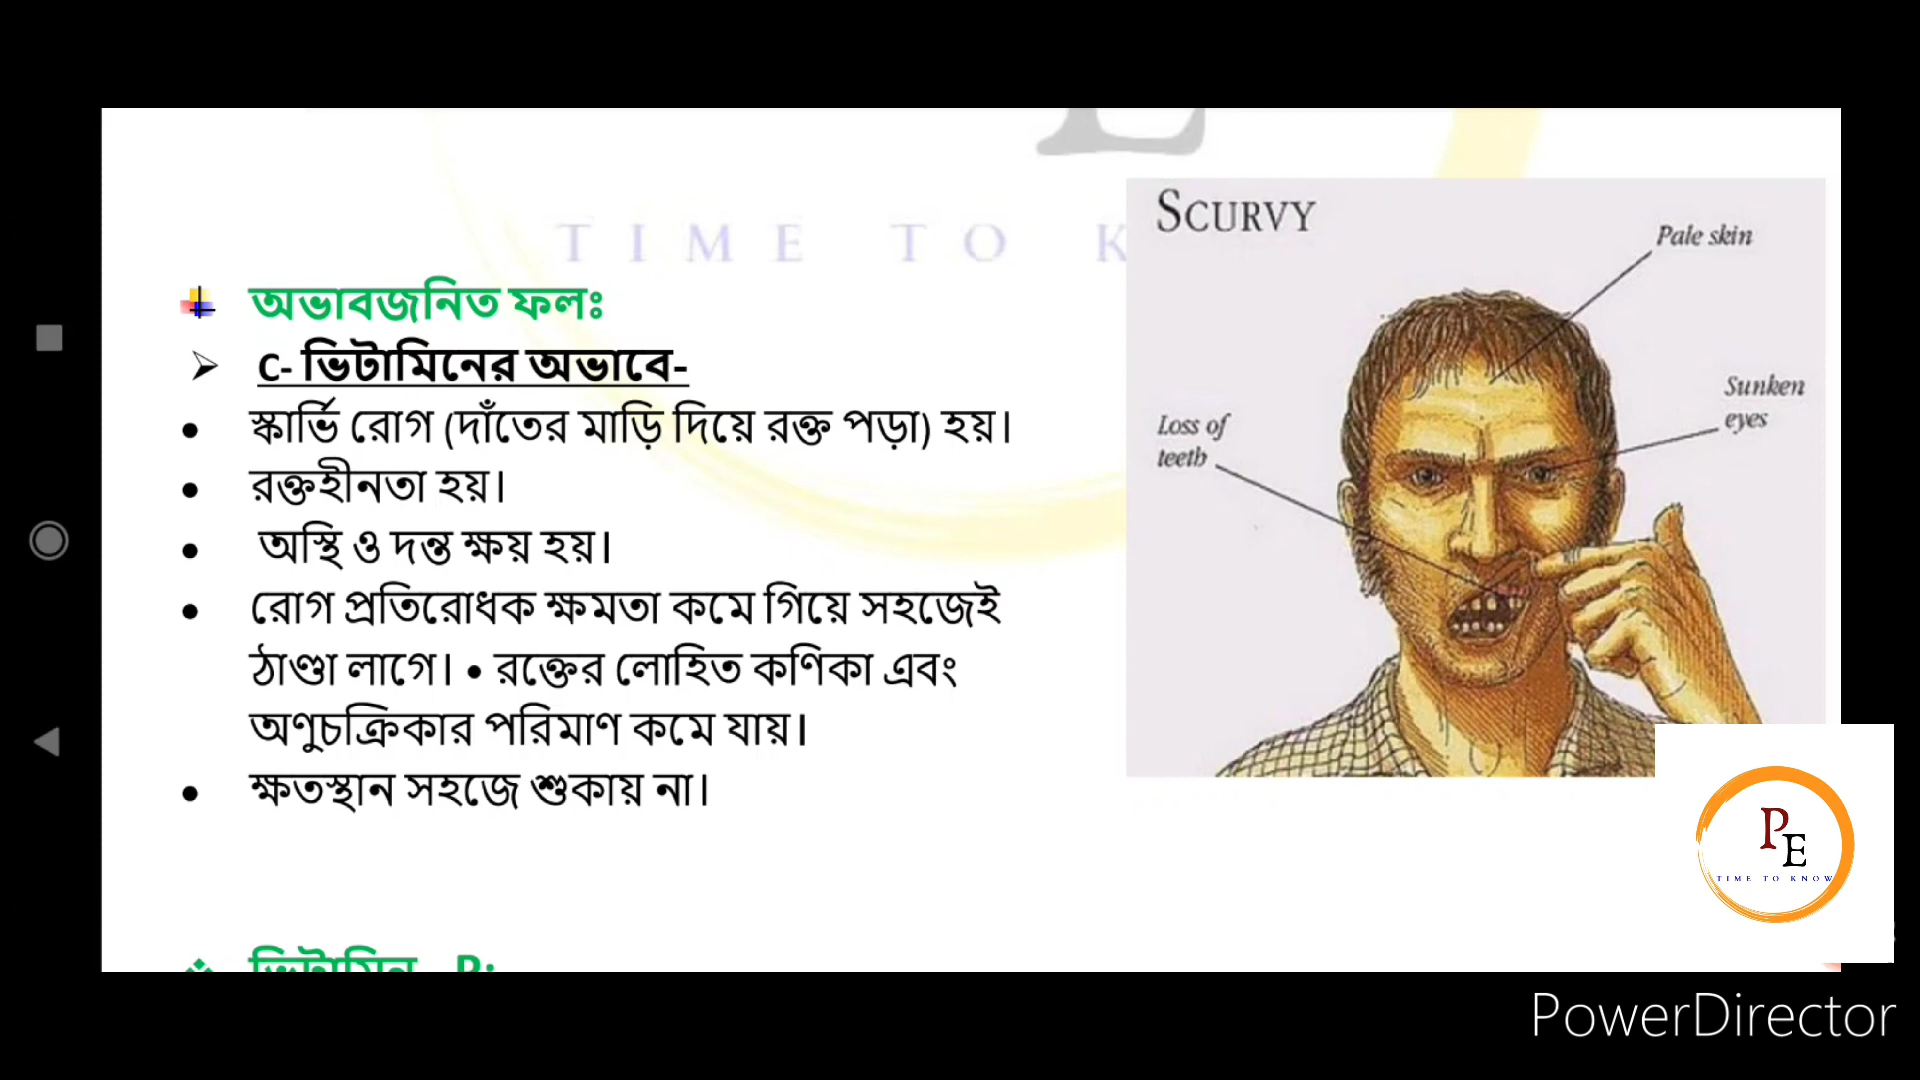 TIME TO K
অভাবজনিত ফলঃ
C- ভিটামিনের অভাবে-
স্কার্ভি রোগ (দাঁতের মাড়ি দিয়ে রক্ত পড়া) হয়।
রক্তহীনতা হয়।
অস্থি ও দন্ত ক্ষয় হয়।
রোগ প্রতিরোধক ক্ষমতা কমে গিয়ে সহজেই
ঠাণ্ডা লাগে। • রক্তের লোহিত কণিকা এবং
অণুচক্রিকার পরিমাণ কমে যায়।
ক্ষতস্থান সহজে শুকায় না।
SCURVY
Pale skin
Sunken
eyes
Loss of
teeth
PE
TIME TO KNOW
PowerDirector